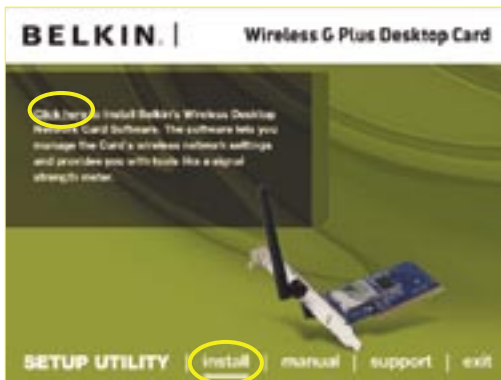 BELKIN. | Wireless G Plus Desktop Card
Click here to install Belkin's Wireless Desktop
Network Card Software. The software lets you
manage the Card's wireless network settings
and provides you with tools like a signal
strength meter.
SETUP UTILITY | install | manual | support | exit